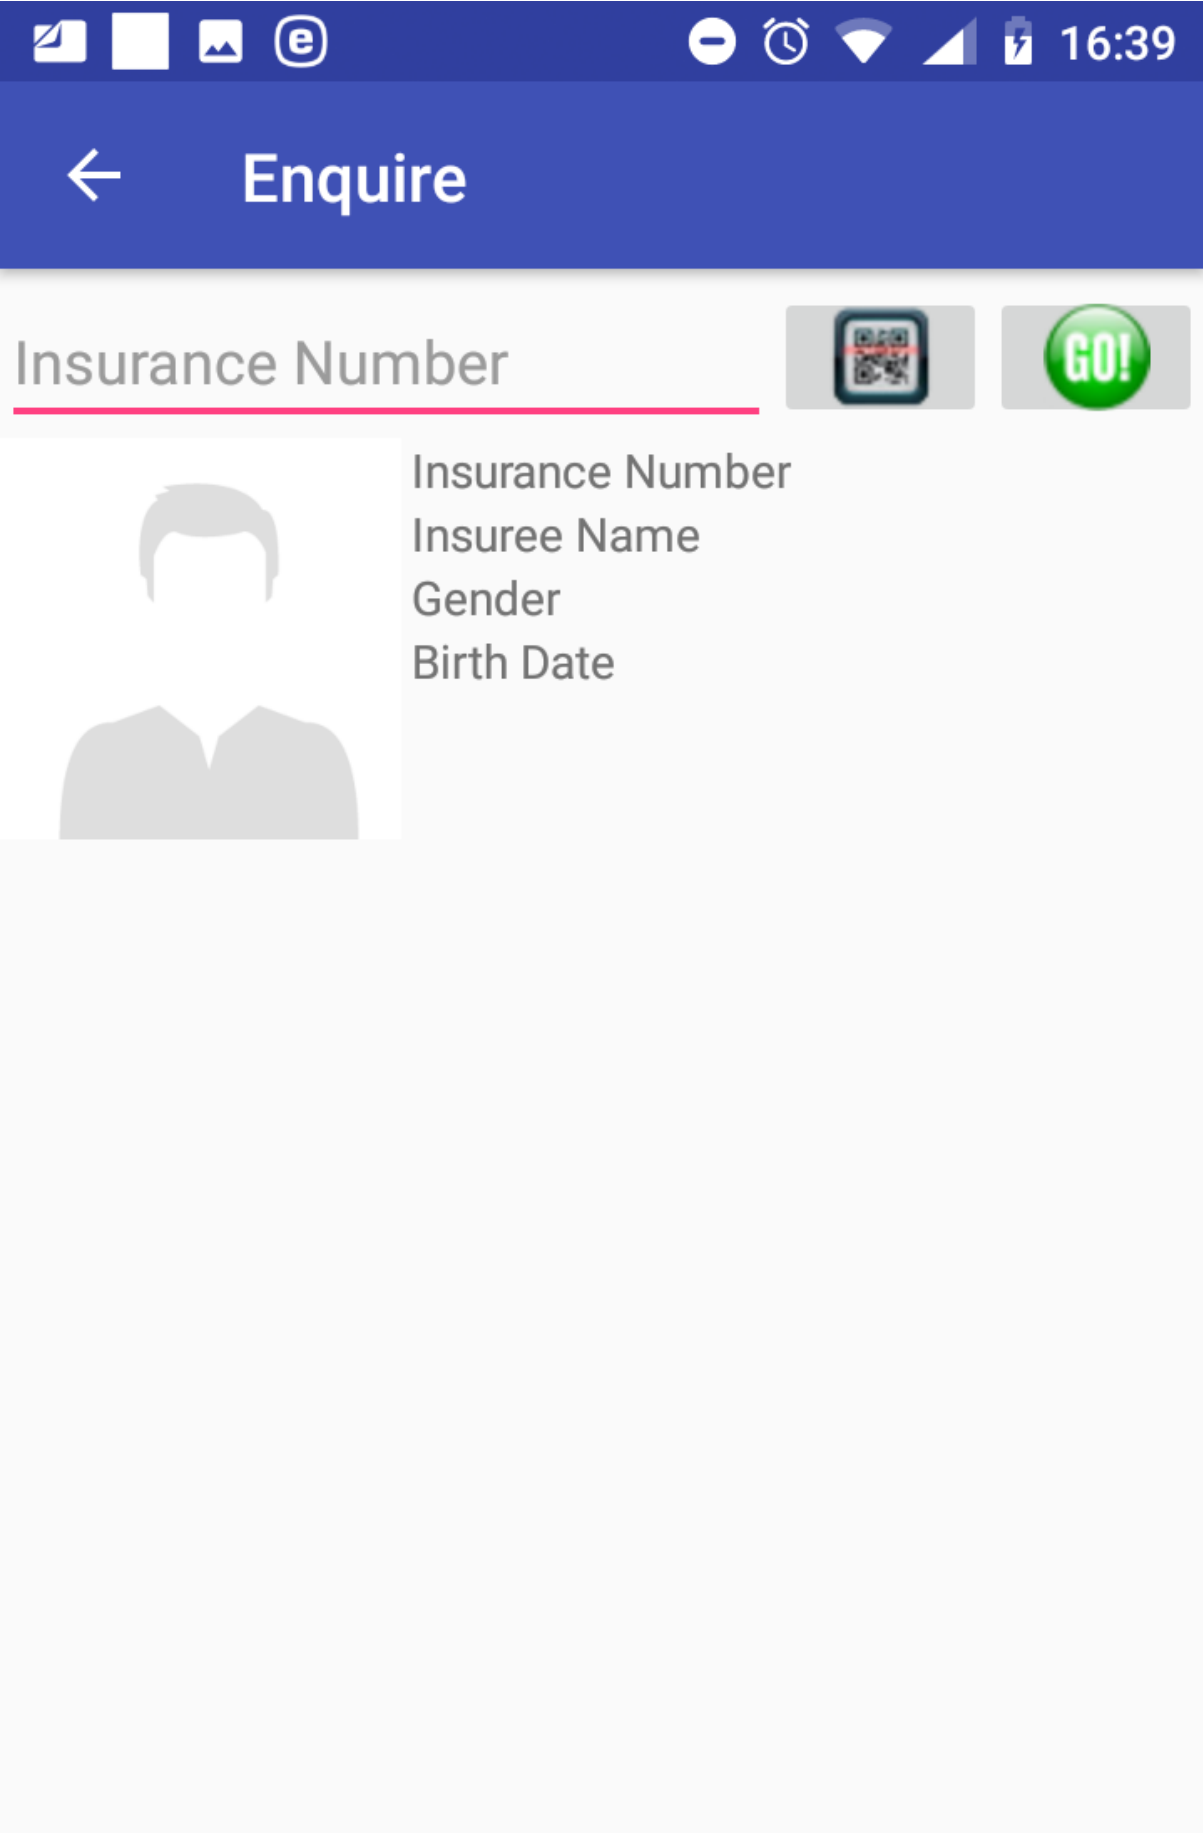 16:39
Enquire
Insurance Number
GO!
Insurance Number
Insuree Name
Gender
Birth Date